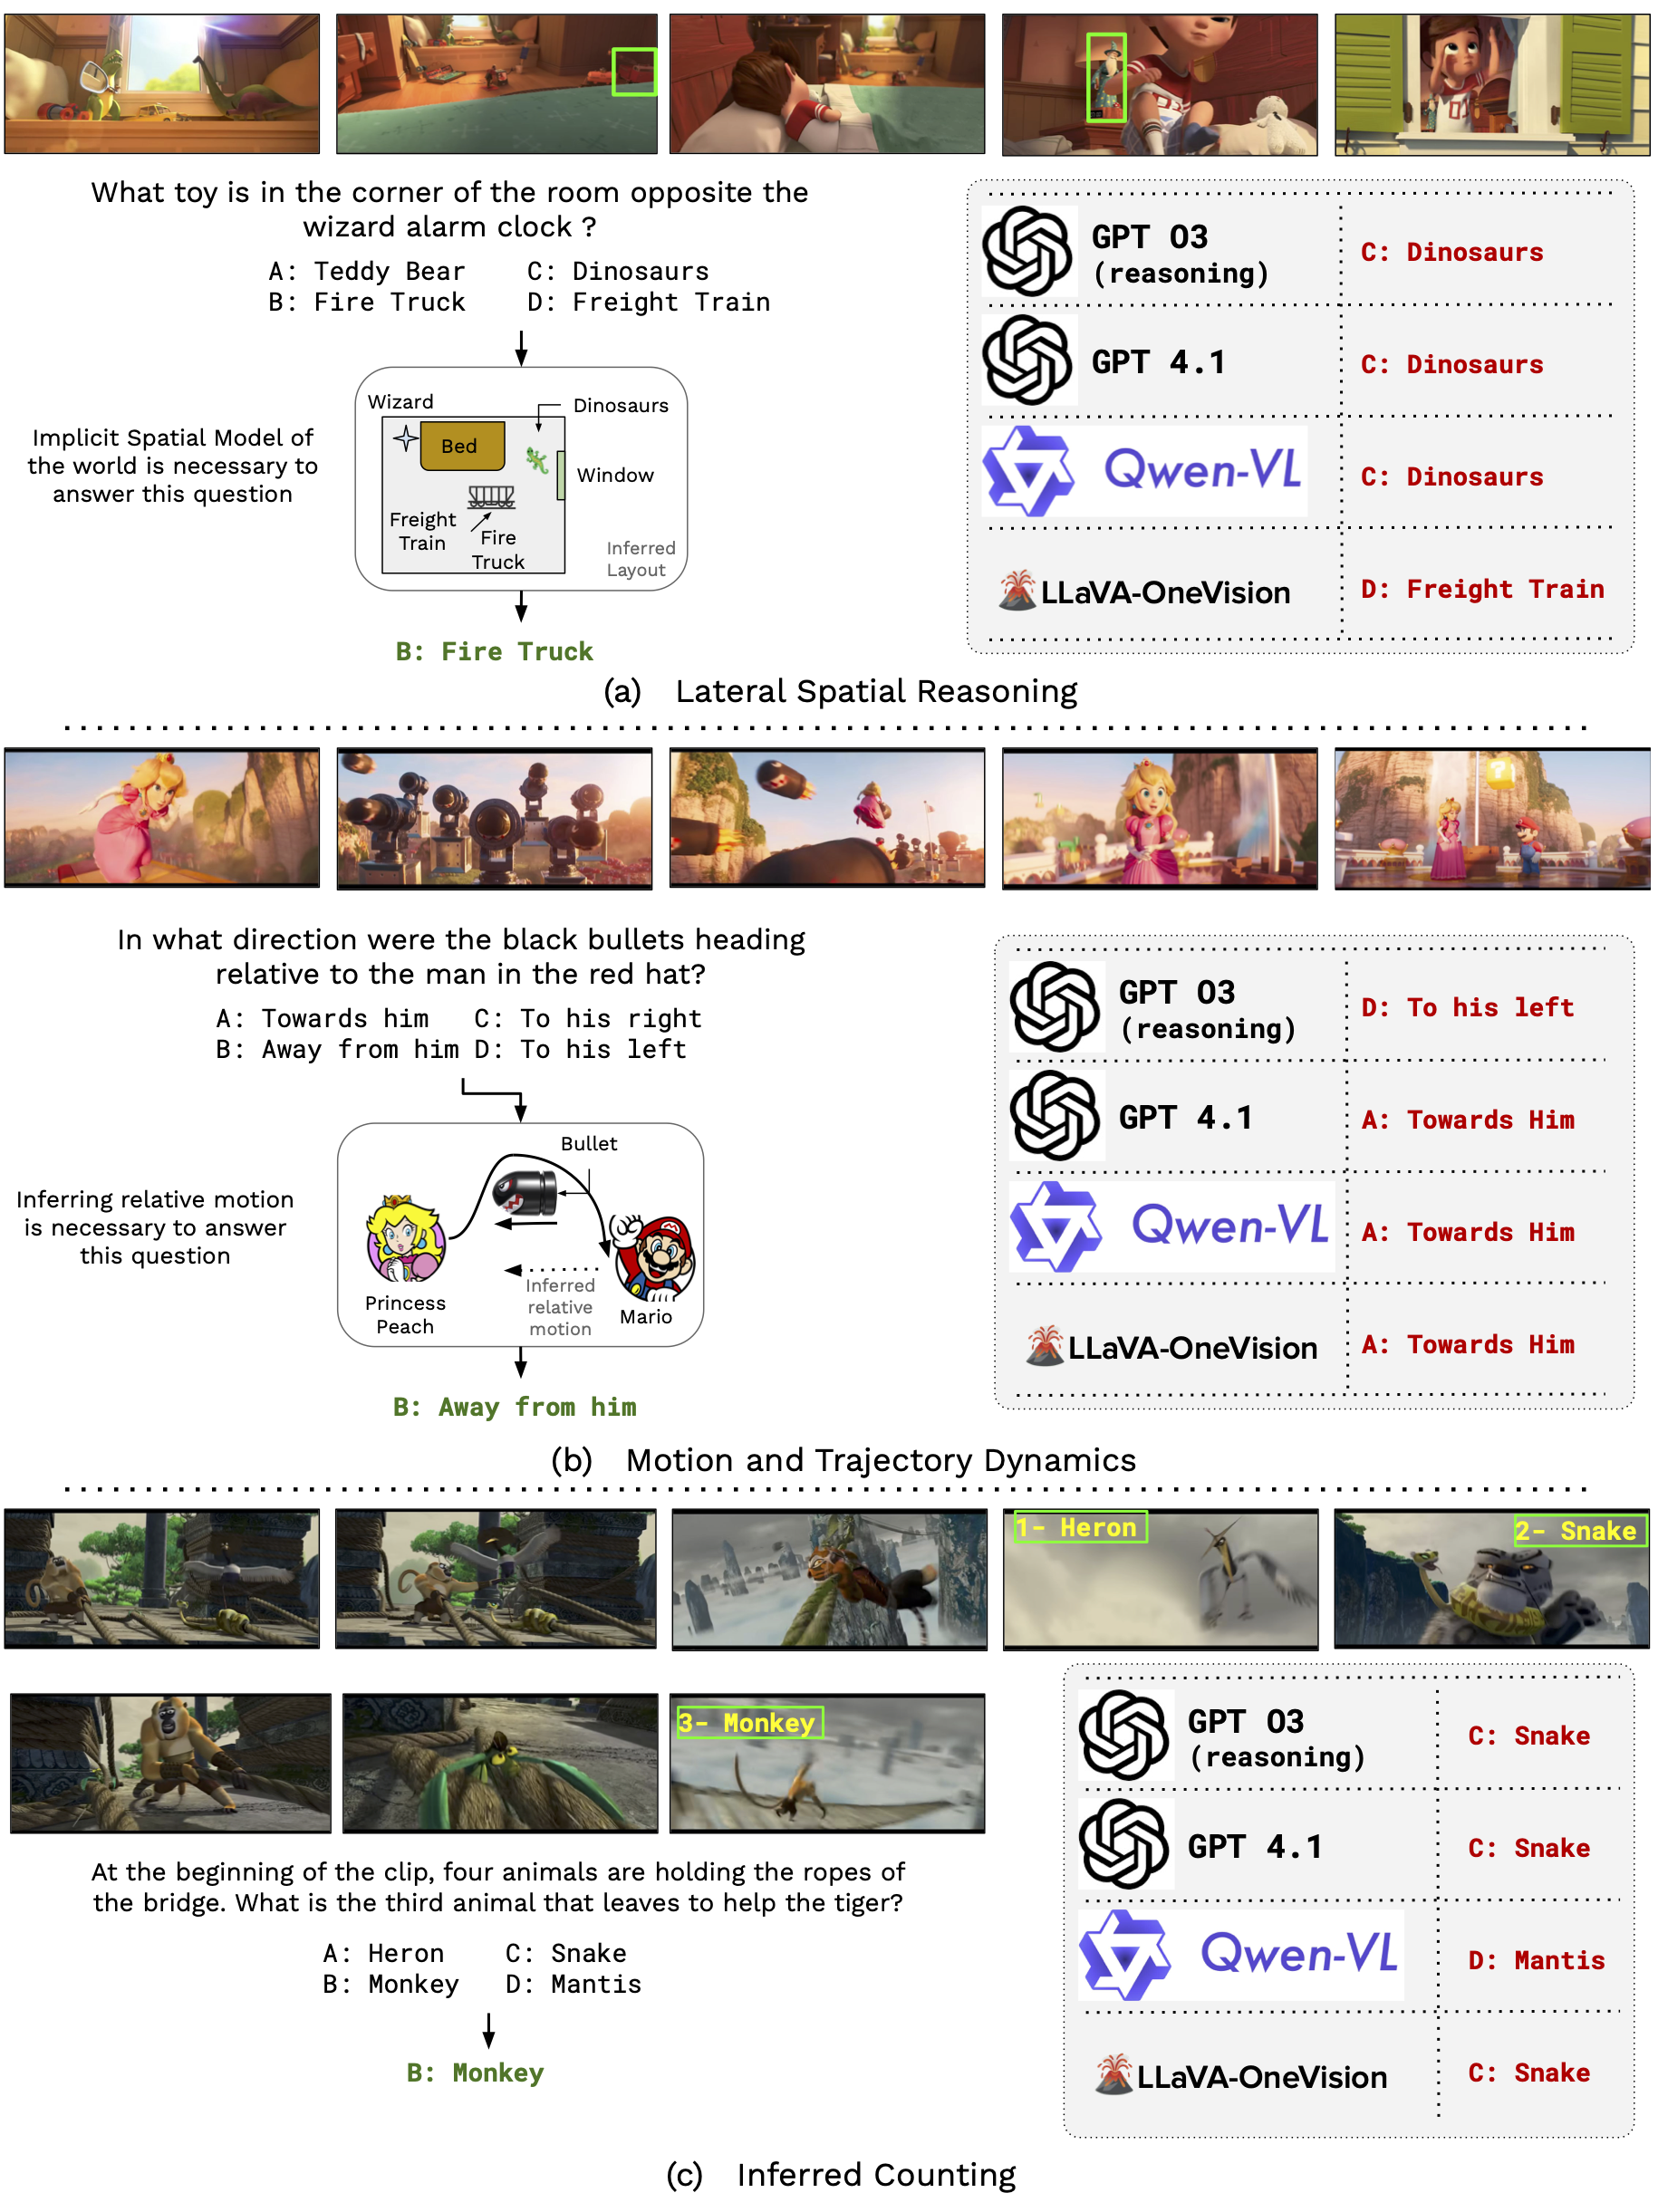 What toy is in the corner of the room opposite the
wizard alarm clock ?
A: Teddy Bear C: Dinosaurs
B: Fire Truck D: Freight Train
Implicit Spatial Model of
the world is necessary to
answer this question
Wizard
Dinosaurs
Bed
Window
Freight
Train
Fire
Truck
Inferred
Layout
B: Fire Truck
GPT O3
(reasoning)
C: Dinosaurs
GPT 4.1
C: Dinosaurs
Qwen-VL
C: Dinosaurs
LLaVA-OneVision
D: Freight Train
(a) Lateral Spatial Reasoning
In what direction were the black bullets heading
relative to the man in the red hat?
A: Towards him C: To his right
B: Away from him D: To his left
Inferring relative motion
is necessary to answer
this question
Bullet
Princess
Peach
Inferred
relative
motion
Mario
B: Away from him
GPT O3
(reasoning)
D: To his left
GPT 4.1
A: Towards Him
Qwen-VL
A: Towards Him
LLaVA-OneVision
A: Towards Him
(b) Motion and Trajectory Dynamics
1- Heron
2- Snake
3- Monkey
At the beginning of the clip, four animals are holding the ropes of
the bridge. What is the third animal that leaves to help the tiger?
A: Heron C: Snake
B: Monkey D: Mantis
B: Monkey
GPT O3
(reasoning)
C: Snake
GPT 4.1
C: Snake
Qwen-VL
D: Mantis
LLaVA-OneVision
C: Snake
(c) Inferred Counting